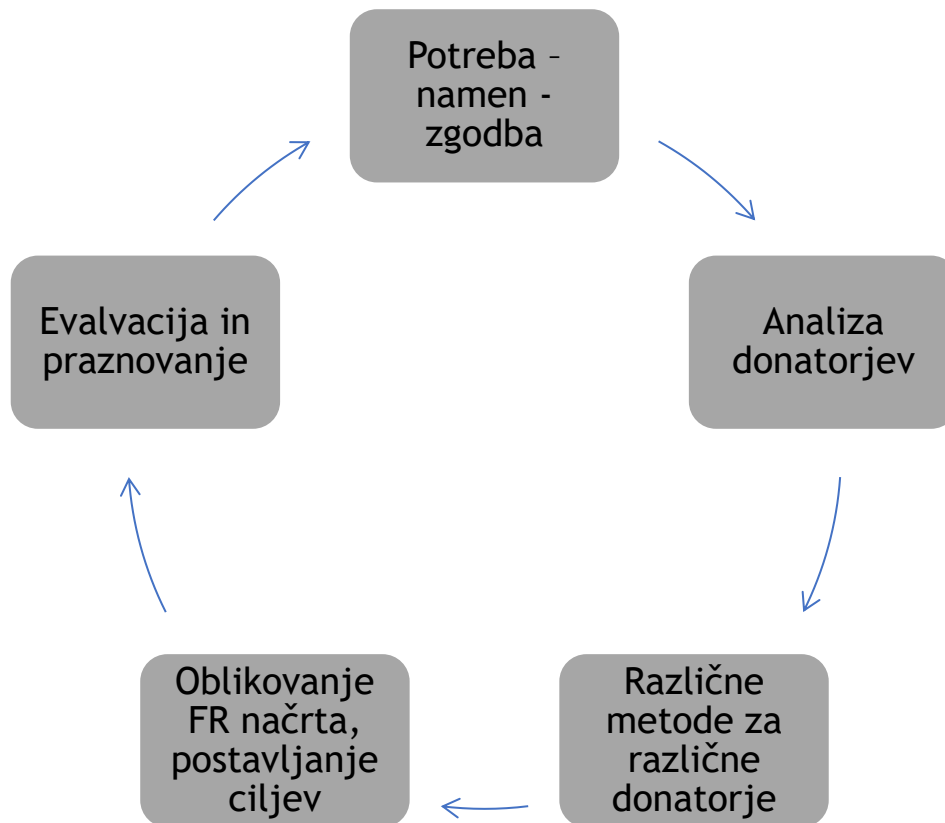 Potreba –
namen -
zgodba
Analiza
donatorjev
Različne
metode za
različne
donatorje
Oblikovanje
FR načrta,
postavljanje
ciljev
Evalvacija in
praznovanje